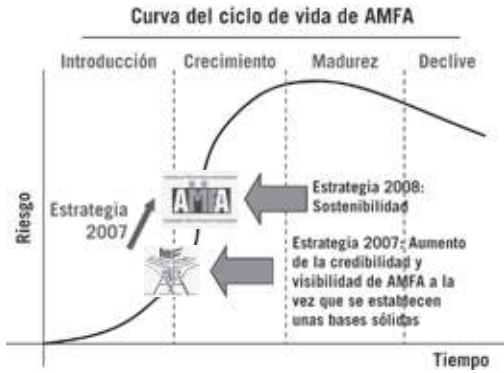 Curva del ciclo de vida de AMFA
Introducción
Crecimiento
Madurez
Declive
Riesgo
Estrategia
2007
AMFA
Estrategia 2008:
Sostenibilidad
Estrategia 2007: Aumento
de la credibilidad y
visibilidad de AMFA a la
vez que se establecen
unas bases sólidas
Tiempo